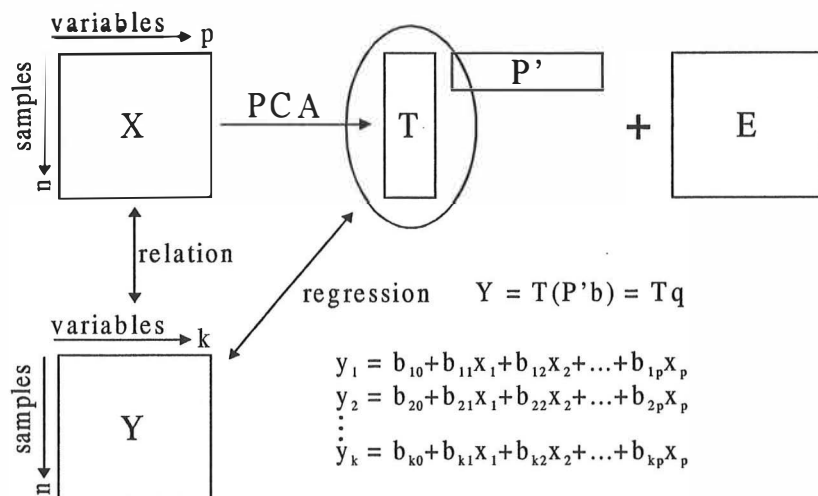 variables p
samples
n
X
PCA
T
P'
+
E
relation
regression
Y = T(P'b) = Tq
variables k
samples
n
Y
y₁ = b₁₀+b₁₁x₁+b₁₂x₂+...+b₁ₚxₚ
y₂ = b₂₀+b₂₁x₁+b₂₂x₂+...+b₂ₚxₚ
⋮
yₖ = bₖ₀+bₖ₁x₁+bₖ₂x₂+...+bₖₚxₚ